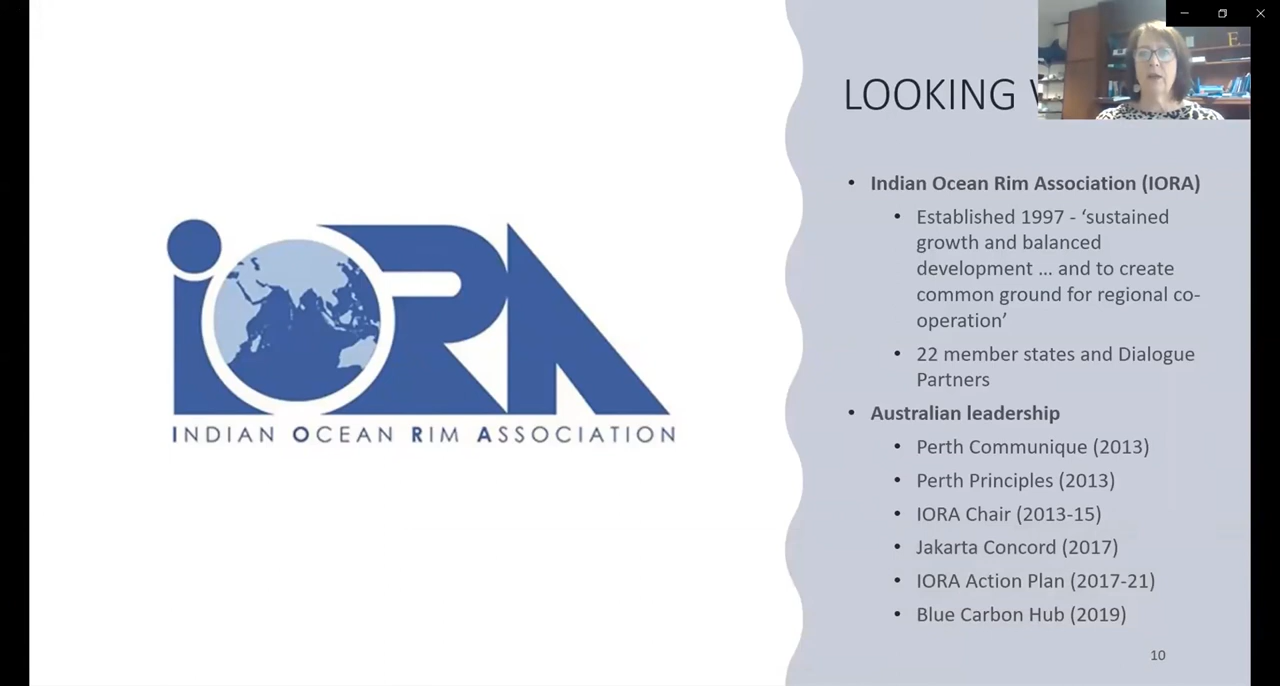 iORA
INDIAN OCEAN RIM ASSOCIATION
LOOKING
• Indian Ocean Rim Association (IORA)
• Established 1997 - ‘sustained
growth and balanced
development … and to create
common ground for regional co-
operation’
• 22 member states and Dialogue
Partners
• Australian leadership
• Perth Communique (2013)
• Perth Principles (2013)
• IORA Chair (2013-15)
• Jakarta Concord (2017)
• IORA Action Plan (2017-21)
• Blue Carbon Hub (2019)
10
E